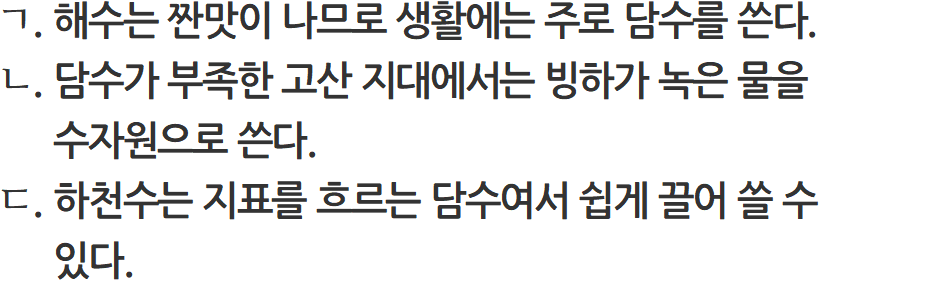 ㄱ. 해수는 짠맛이 나므로 생활에는 주로 담수를 쓴다.
ㄴ. 담수가 부족한 고산 지대에서는 빙하가 녹은 물을
수자원으로 쓴다.
ㄷ. 하천수는 지표를 흐르는 담수여서 쉽게 끌어 쓸 수
있다.